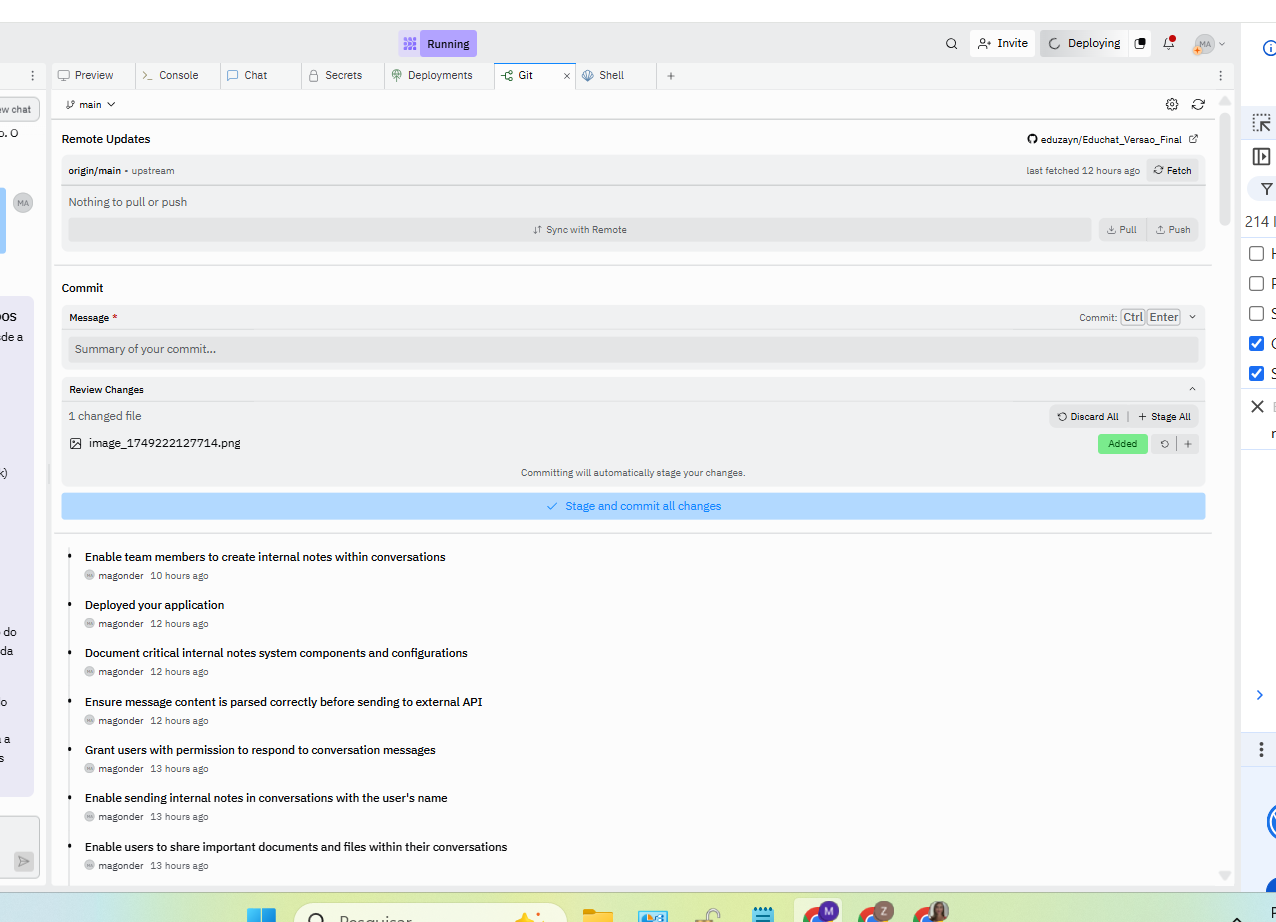 Running
Invite
Deploying
MA
Preview
Console
Chat
Secrets
Deployments
Git
Shell
ew chat
main
o. O
Remote Updates
eduzayn/Educhat_Versao_Final
origin/main • upstream
last fetched 12 hours ago
Fetch
MA
Nothing to pull or push
214
Sync with Remote
Pull
Push
Commit
os
Message *
Commit: Ctrl Enter
sde a
Summary of your commit...
Review Changes
1 changed file
Discard All
Stage All
image_1749222127714.png
Added
k)
Committing will automatically stage your changes.
Stage and commit all changes
Enable team members to create internal notes within conversations
magonder 10 hours ago
Deployed your application
magonder 12 hours ago
do
Document critical internal notes system components and configurations
da
magonder 12 hours ago
o
Ensure message content is parsed correctly before sending to external API
magonder 12 hours ago
a
s
Grant users with permission to respond to conversation messages
magonder 13 hours ago
Enable sending internal notes in conversations with the user's name
magonder 13 hours ago
Enable users to share important documents and files within their conversations
magonder 13 hours ago
Pesquisar
M
Z